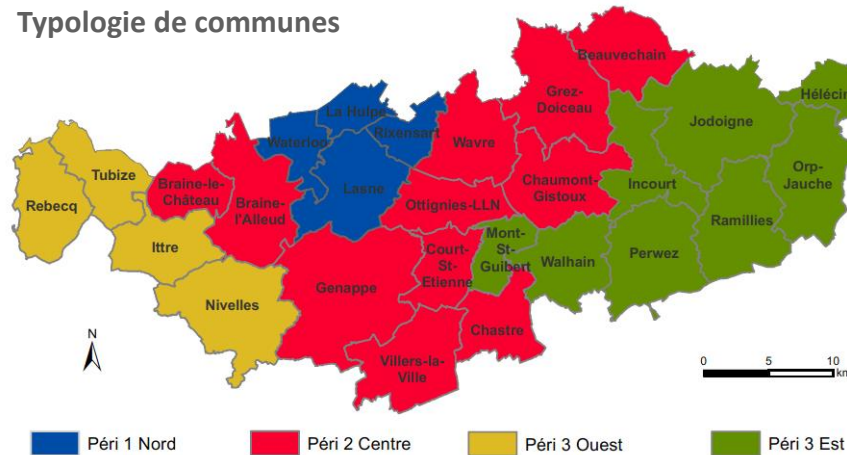 Typologie de communes
Beauvechain
Grez-
Doiceau
La Hulpe
Hélécin
Jodoigne
Waterloo
Rixensart
Wavre
Tubize
Braine-le-
Château
Lasne
Chaumont-
Gistoux
Incourt
Orp-
Jauche
Rebecq
Braine-
l'Alleud
Ottignies-LLN
Ramillies
Ittre
Court-
St-
Etienne
Mont-
St-
Guibert
Walhain
Perwez
Genappe
Nivelles
Chastre
Villers-la-
Ville
N
0 5 10
km
Péri 1 Nord
Péri 2 Centre
Péri 3 Ouest
Péri 3 Est